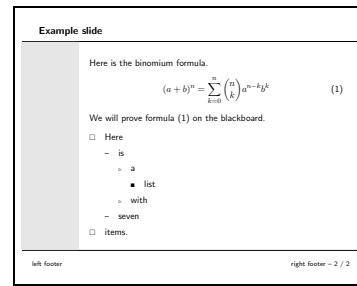 Example slide
Here is the binomium formula.
(a + b)^n = \sum_{k=0}^{n} \binom{n}{k} a^{n-k} b^k (1)
We will prove formula (1) on the blackboard.
□ Here
– is
▹ a
■ list
▹ with
– seven
□ items.
left footer right footer – 2 / 2